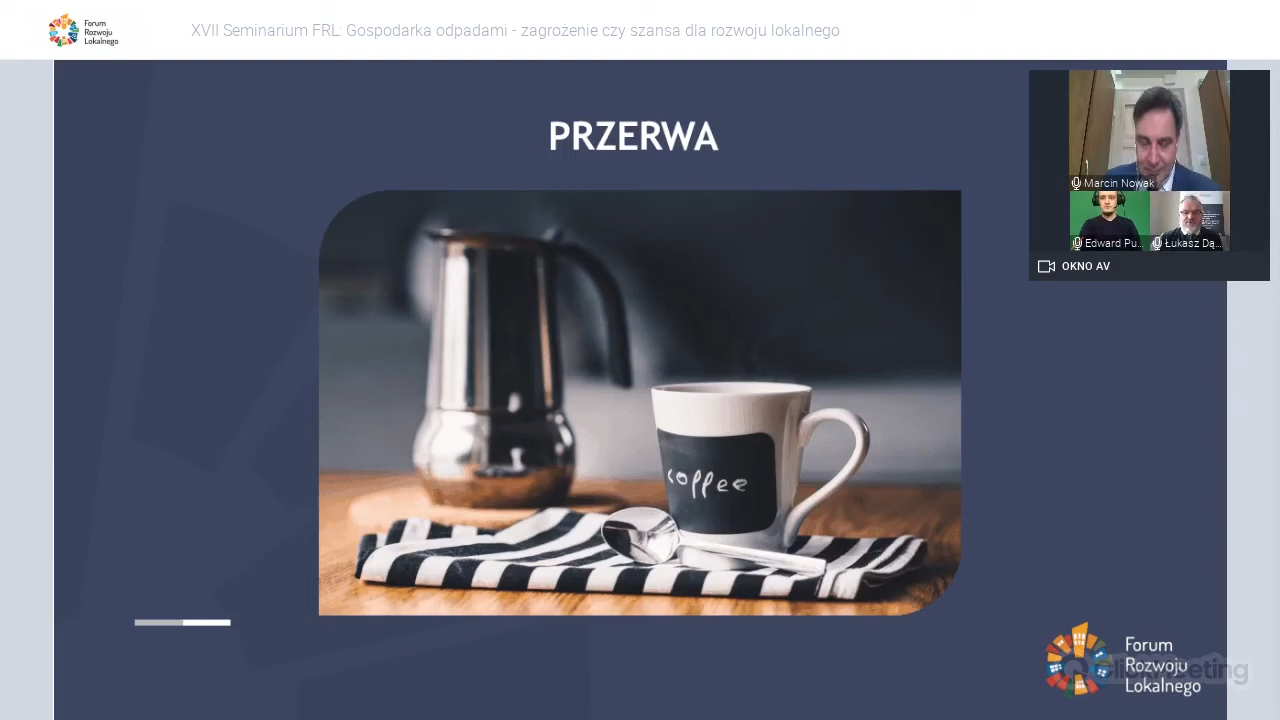 Forum
Rozwoju
Lokalnego
XVII Seminarium FRL: Gospodarka odpadami - zagrożenie czy szansa dla rozwoju lokalnego
PRZERWA
Marcin Nowak
Edward Pu...
Łukasz Dą...
OKNO AV
coffee
Forum
Rozwoju
Lokalnego
ClickMeeting